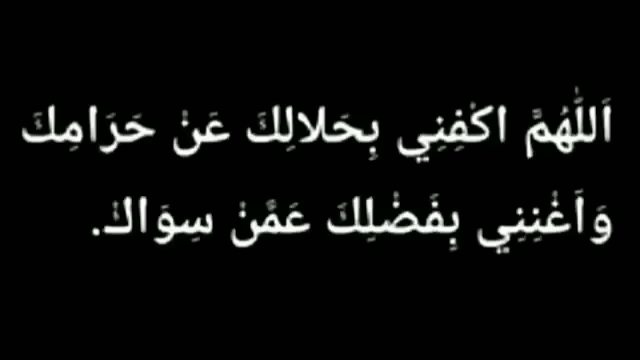 اَللّٰهُمَّ اكْفِنِي بِحَلالِكَ عَنْ حَرَامِكَ
وَاَغْنِنِي بِفَضْلِكَ عَمَّنْ سِوَاكَ.